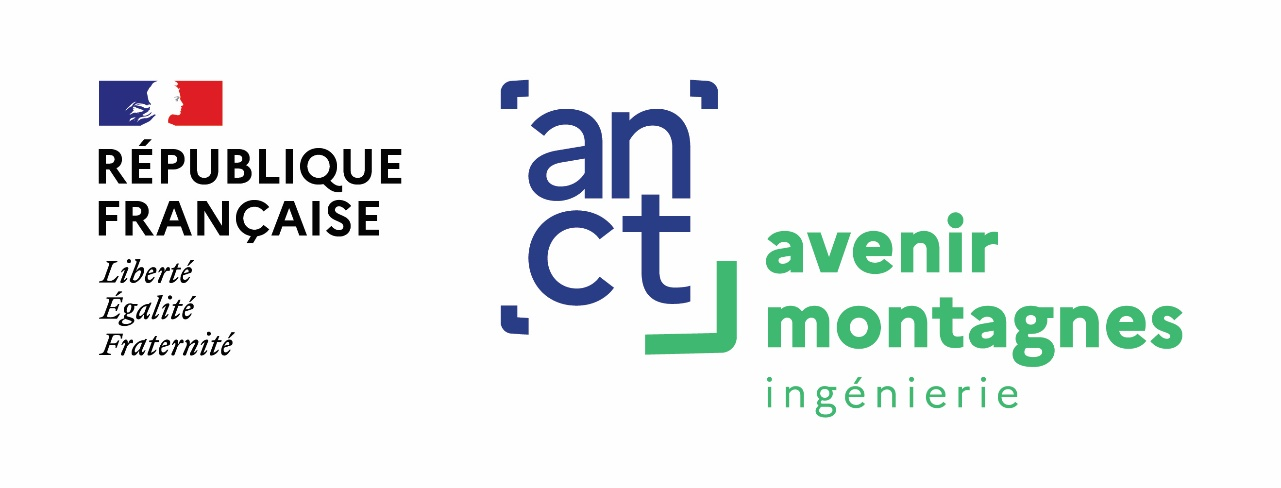 RÉPUBLIQUE
FRANÇAISE
Liberté
Égalité
Fraternité
an
ct
avenir
montagnes
ingénierie